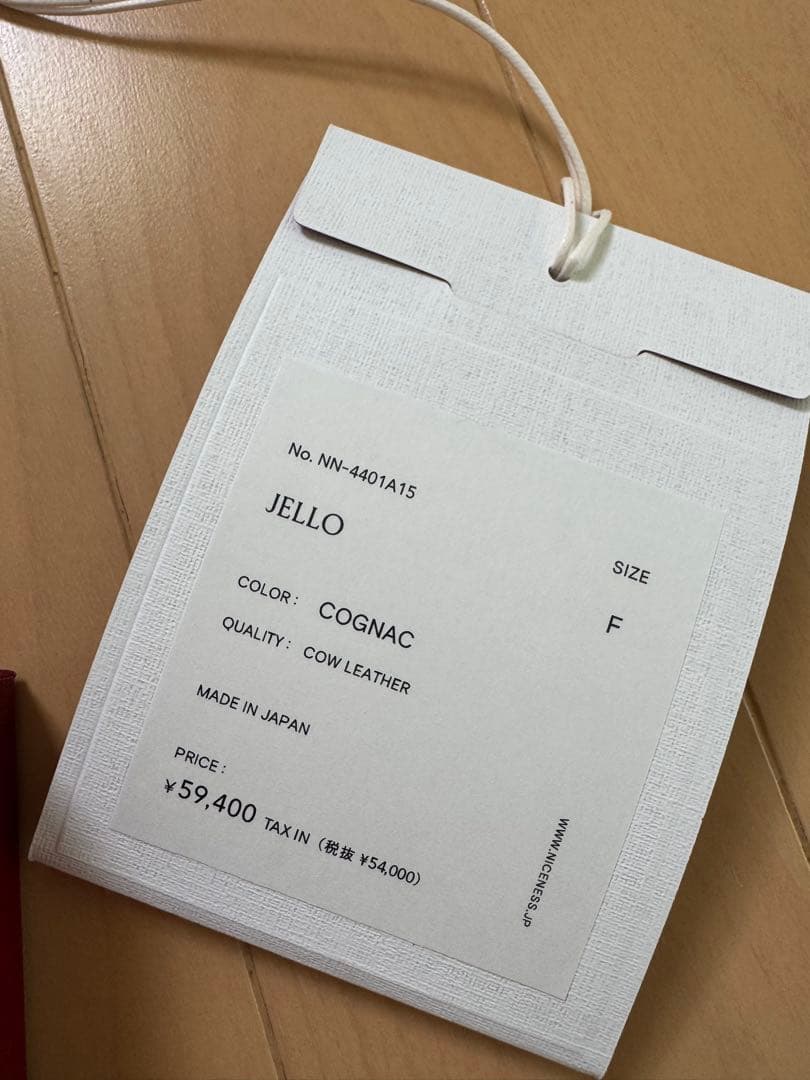 No. NN-4401A15
JELLO
SIZE
F
COLOR: COGNAC
QUALITY: COW LEATHER
MADE IN JAPAN
PRICE:
¥59,400 TAX IN (税抜 ¥54,000)
WWW.NICENESS.JP